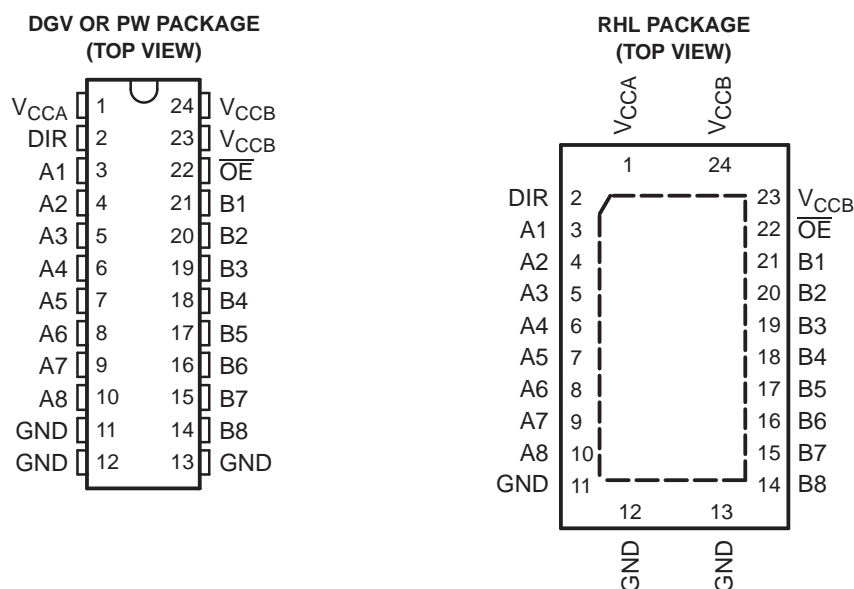 DGV OR PW PACKAGE
(TOP VIEW)
VCCA 1 24 VCCB
DIR 2 23 VCCB
A1 3 22 O̅E̅
A2 4 21 B1
A3 5 20 B2
A4 6 19 B3
A5 7 18 B4
A6 8 17 B5
A7 9 16 B6
A8 10 15 B7
GND 11 14 B8
GND 12 13 GND
RHL PACKAGE
(TOP VIEW)
VCCA VCCB
1 24
DIR 2 23 VCCB
A1 3 22 O̅E̅
A2 4 21 B1
A3 5 20 B2
A4 6 19 B3
A5 7 18 B4
A6 8 17 B5
A7 9 16 B6
A8 10 15 B7
GND 11 14 B8
12 13
GND GND